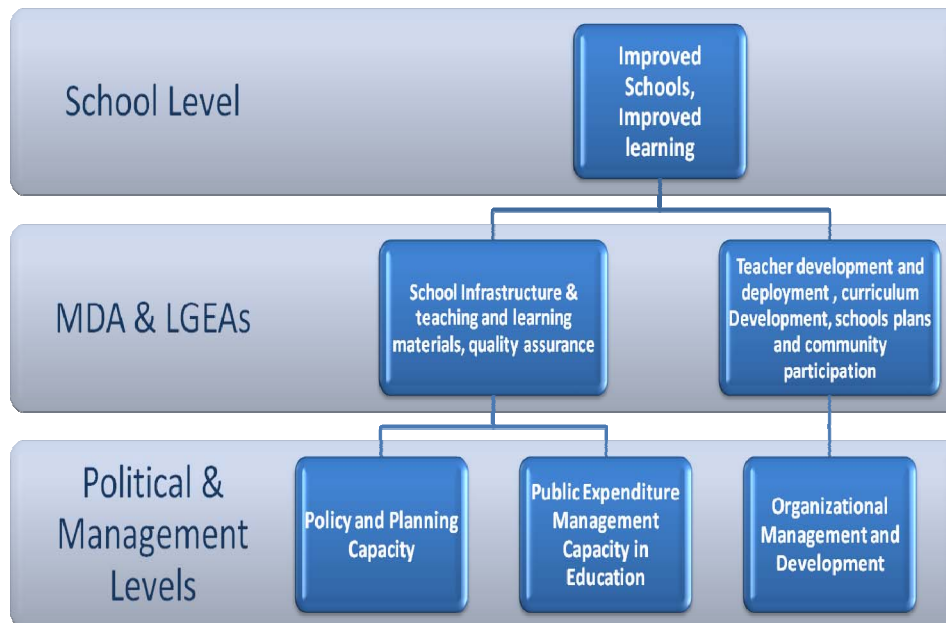 School Level
Improved
Schools,
Improved
learning
MDA & LGEAs
School Infrastructure &
teaching and learning
materials, quality assurance
Teacher development and
deployment , curriculum
Development, schools plans
and community
participation
Political &
Management
Levels
Policy and Planning
Capacity
Public Expenditure
Management
Capacity in
Education
Organizational
Management and
Development